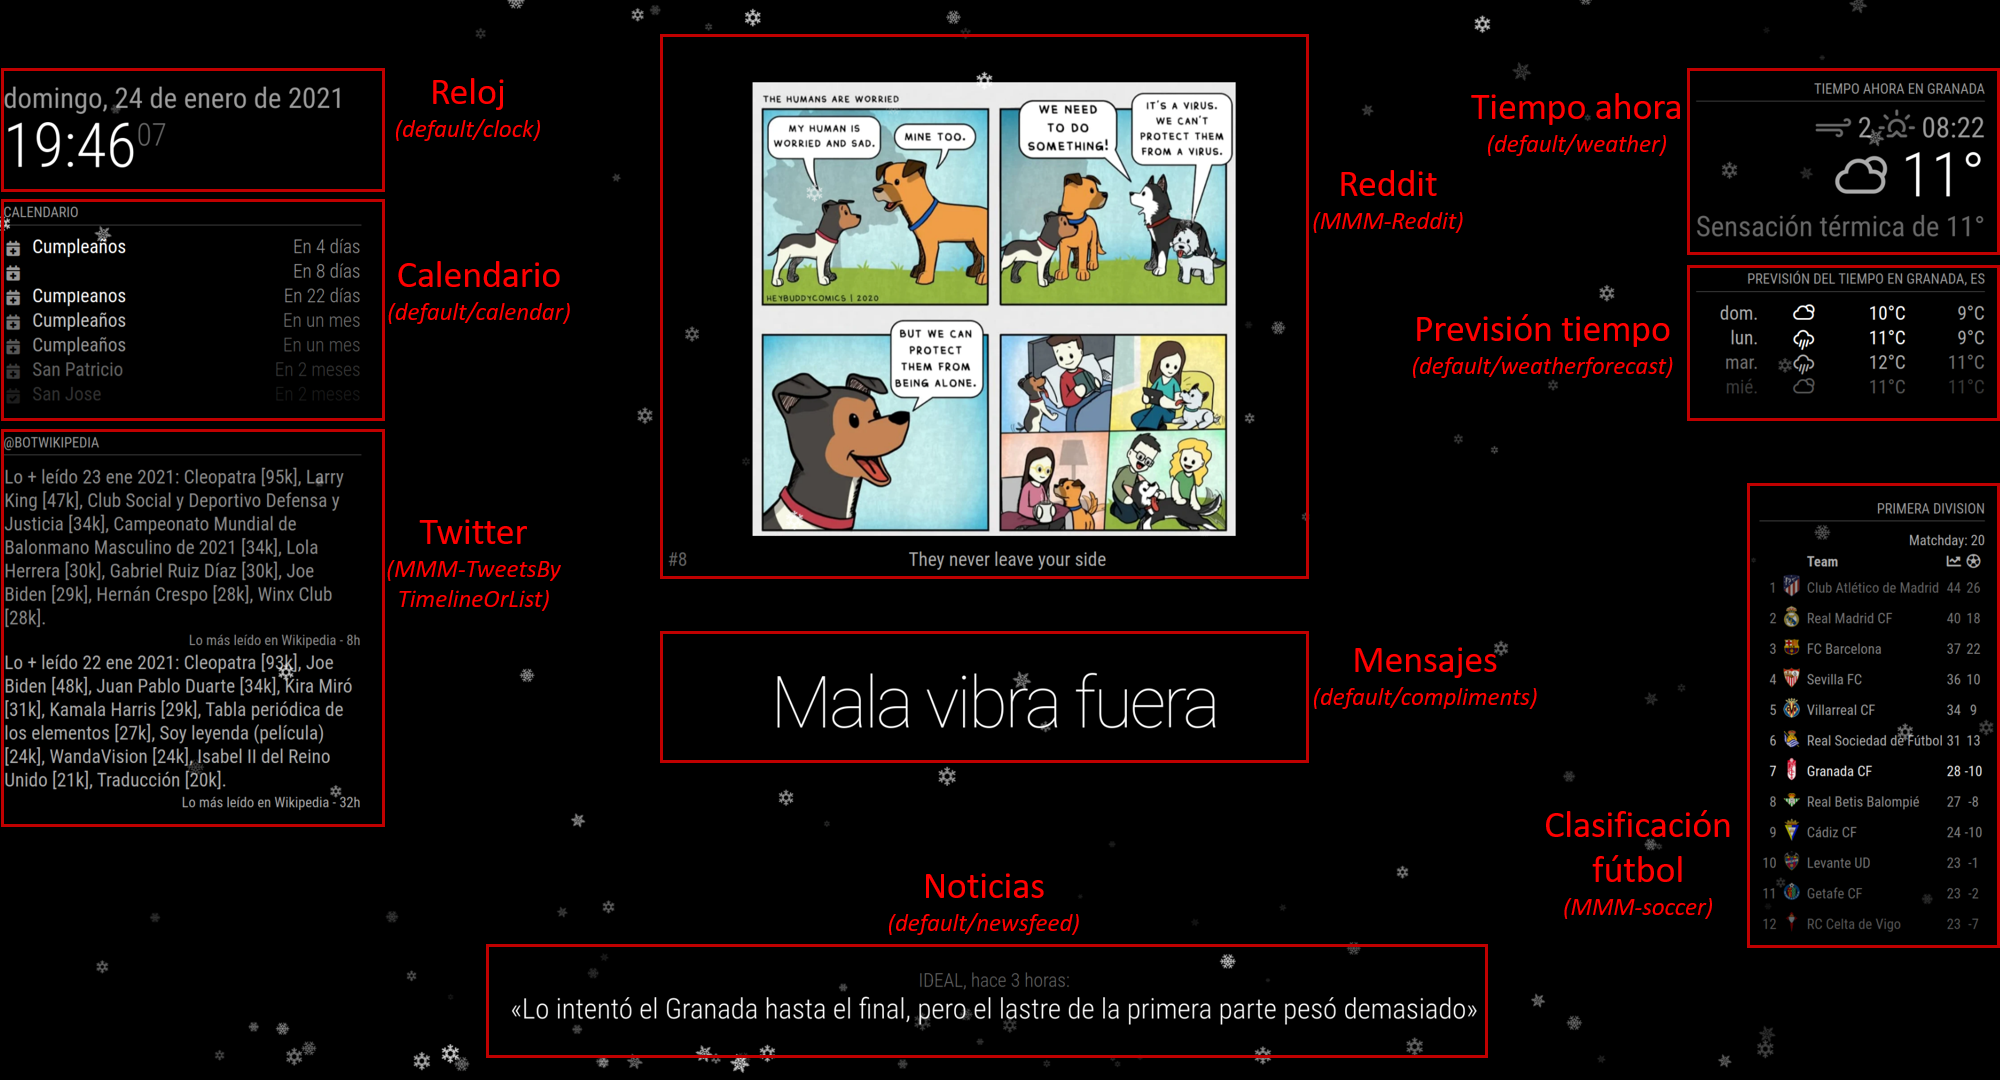 domingo, 24 de enero de 2021
19:46 07
Reloj
(default/clock)
CALENDARIO
Cumpleaños En 4 días
En 8 días
Cumpleanos En 22 días
Cumpleaños En un mes
Cumpleaños En un mes
San Patricio En 2 meses
San Jose En 2 meses
Calendario
(default/calendar)
@BOTWIKIPEDIA
Lo + leído 23 ene 2021: Cleopatra [95k], Larry
King [47k], Club Social y Deportivo Defensa y
Justicia [34k], Campeonato Mundial de
Balonmano Masculino de 2021 [34k], Lola
Herrera [30k], Gabriel Ruiz Díaz [30k], Joe
Biden [29k], Hernán Crespo [28k], Winx Club
[28k].
Lo más leído en Wikipedia - 8h
Lo + leído 22 ene 2021: Cleopatra [93k], Joe
Biden [48k], Juan Pablo Duarte [34k], Kira Miró
[31k], Kamala Harris [29k], Tabla periódica de
los elementos [27k], Soy leyenda (película)
[24k], WandaVision [24k], Isabel II del Reino
Unido [21k], Traducción [20k].
Lo más leído en Wikipedia - 32h
Twitter
(MMM-TweetsBy
TimelineOrList)
THE HUMANS ARE WORRIED
MY HUMAN IS
WORRIED AND SAD.
MINE TOO.
HEYBUDDYCOMICS | 2020
WE NEED
TO DO
SOMETHING!
IT'S A VIRUS.
WE CAN'T
PROTECT THEM
FROM A VIRUS.
BUT WE CAN
PROTECT
THEM FROM
BEING ALONE.
#8 They never leave your side
Reddit
(MMM-Reddit)
Mala vibra fuera
Mensajes
(default/compliments)
Noticias
(default/newsfeed)
IDEAL, hace 3 horas:
«Lo intentó el Granada hasta el final, pero el lastre de la primera parte pesó demasiado»
Tiempo ahora
(default/weather)
TIEMPO AHORA EN GRANADA
2 08:22
11°
Sensación térmica de 11°
Previsión tiempo
(default/weatherforecast)
PREVISIÓN DEL TIEMPO EN GRANADA, ES
dom. 10°C 9°C
lun. 11°C 9°C
mar. 12°C 11°C
mié. 11°C 11°C
Clasificación
fútbol
(MMM-soccer)
PRIMERA DIVISION
Matchday: 20
Team
1 Club Atlético de Madrid 44 26
2 Real Madrid CF 40 18
3 FC Barcelona 37 22
4 Sevilla FC 36 10
5 Villarreal CF 34 9
6 Real Sociedad de Fútbol 31 13
7 Granada CF 28 -10
8 Real Betis Balompié 27 -8
9 Cádiz CF 24 -10
10 Levante UD 23 -1
11 Getafe CF 23 -2
12 RC Celta de Vigo 23 -7